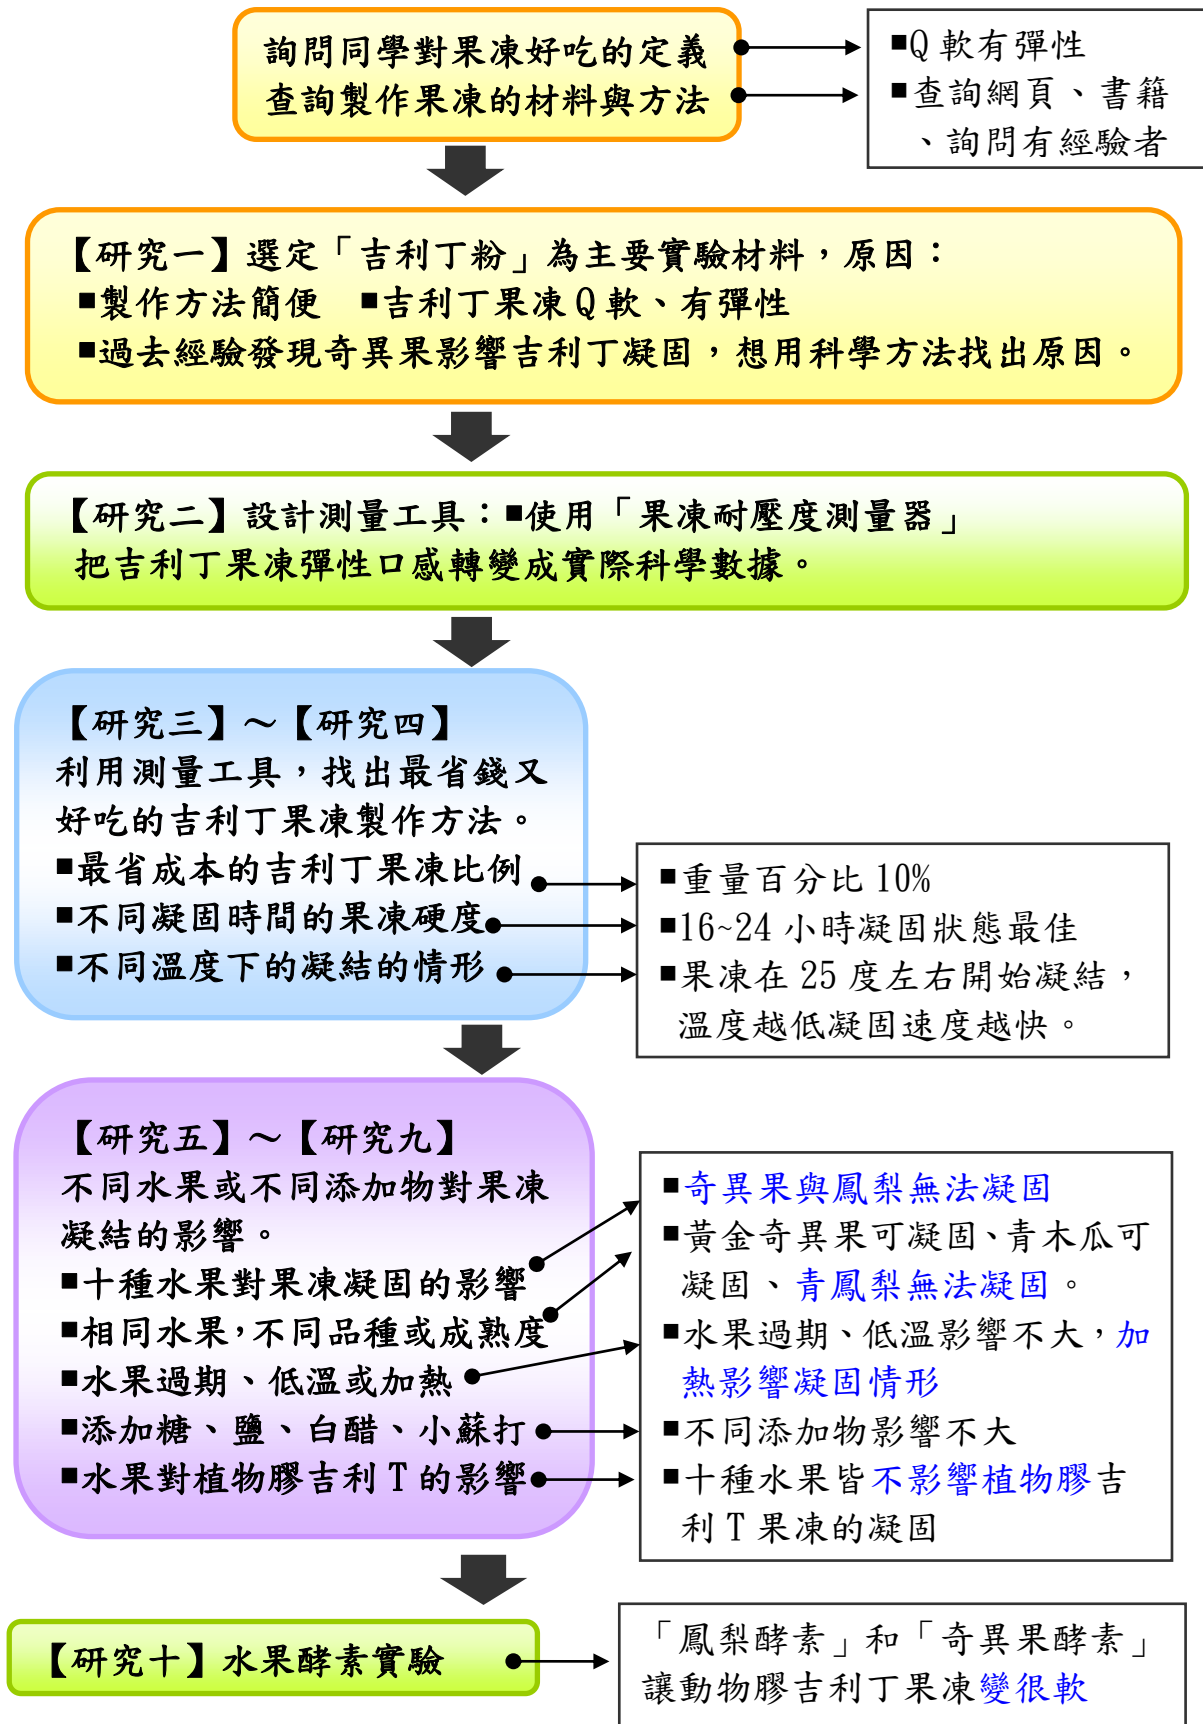 詢問同學對果凍好吃的定義
查詢製作果凍的材料與方法
■Q 軟有彈性
■查詢網頁、書籍
、詢問有經驗者
【研究一】選定「吉利丁粉」為主要實驗材料，原因：
■製作方法簡便 ■吉利丁果凍 Q 軟、有彈性
■過去經驗發現奇異果影響吉利丁凝固，想用科學方法找出原因。
【研究二】設計測量工具：■使用「果凍耐壓度測量器」
把吉利丁果凍彈性口感轉變成實際科學數據。
【研究三】～【研究四】
利用測量工具，找出最省錢又
好吃的吉利丁果凍製作方法。
■最省成本的吉利丁果凍比例
■不同凝固時間的果凍硬度
■不同溫度下的凝結的情形
■重量百分比 10%
■16~24 小時凝固狀態最佳
■果凍在 25 度左右開始凝結，
溫度越低凝固速度越快。
【研究五】～【研究九】
不同水果或不同添加物對果凍
凝結的影響。
■十種水果對果凍凝固的影響
■相同水果，不同品種或成熟度
■水果過期、低溫或加熱
■添加糖、鹽、白醋、小蘇打
■水果對植物膠吉利 T 的影響
■奇異果與鳳梨無法凝固
■黃金奇異果可凝固、青木瓜可
凝固、青鳳梨無法凝固。
■水果過期、低溫影響不大，加
熱影響凝固情形
■不同添加物影響不大
■十種水果皆不影響植物膠吉
利 T 果凍的凝固
【研究十】水果酵素實驗
「鳳梨酵素」和「奇異果酵素」
讓動物膠吉利丁果凍變很軟